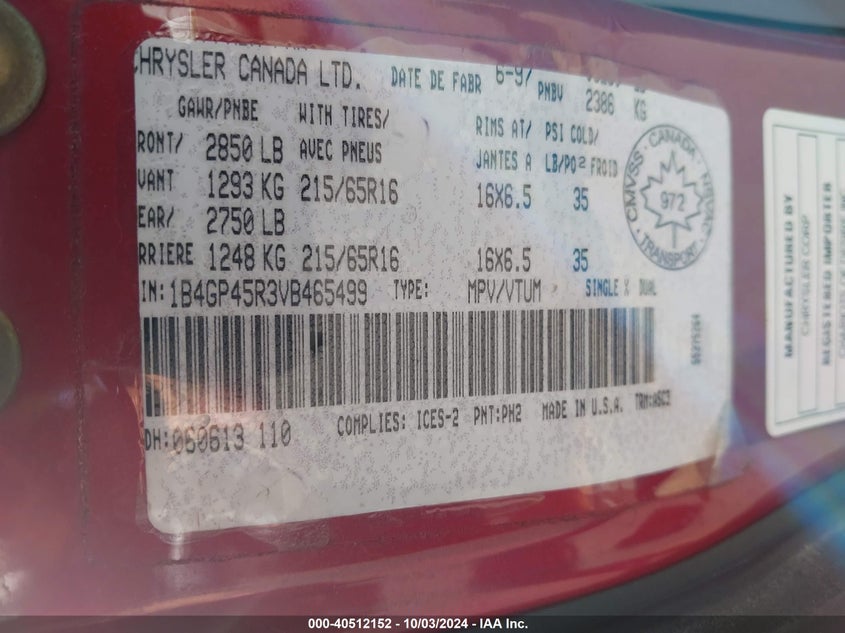 CHRYSLER CANADA LTD. DATE DE FABR 6-97 PNBV 2386 KG
GAWR/PNBE WITH TIRES/ RIMS AT/ PSI COLD/
RONT/ 2850 LB AVEC PNEUS JANTES A LB/PO2 FROID
VANT 1293 KG 215/65R16 16X6.5 35
EAR/ 2750 LB
RRIERE 1248 KG 215/65R16 16X6.5 35
IN: 1B4GP45R3VB465499 TYPE: MPV/VTUM SINGLE X DUAL
DH: 060613 110 COMPLIES: ICES-2 PNT:PH2 MADE IN U.S.A. TRM:ASC3
CANADA
CMVSS NSVAC
972
TRANSPORT
MANUFACTURED BY
CHRYSLER CORP
REGISTERED IMPORTER
000-40512152 - 10/03/2024 - IAA Inc.